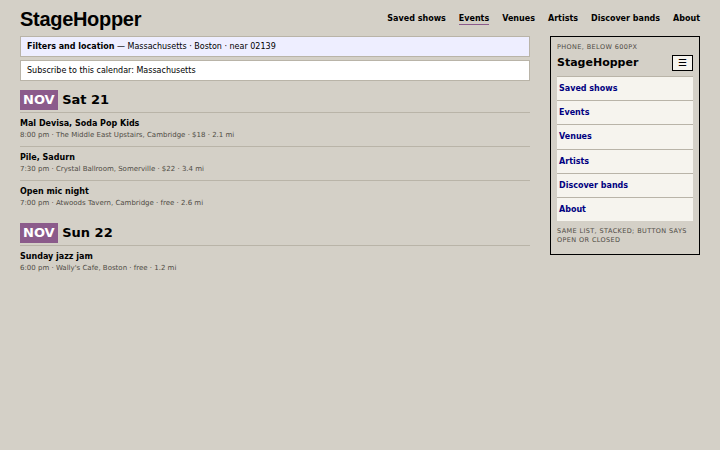 StageHopper
Saved shows Events Venues Artists Discover bands About
Filters and location — Massachusetts · Boston · near 02139
Subscribe to this calendar: Massachusetts
NOV Sat 21
Mal Devisa, Soda Pop Kids
8:00 pm · The Middle East Upstairs, Cambridge · $18 · 2.1 mi
Pile, Sadurn
7:30 pm · Crystal Ballroom, Somerville · $22 · 3.4 mi
Open mic night
7:00 pm · Atwoods Tavern, Cambridge · free · 2.6 mi
NOV Sun 22
Sunday jazz jam
6:00 pm · Wally's Cafe, Boston · free · 1.2 mi
PHONE, BELOW 600PX
StageHopper ☰
Saved shows
Events
Venues
Artists
Discover bands
About
SAME LIST, STACKED; BUTTON SAYS
OPEN OR CLOSED